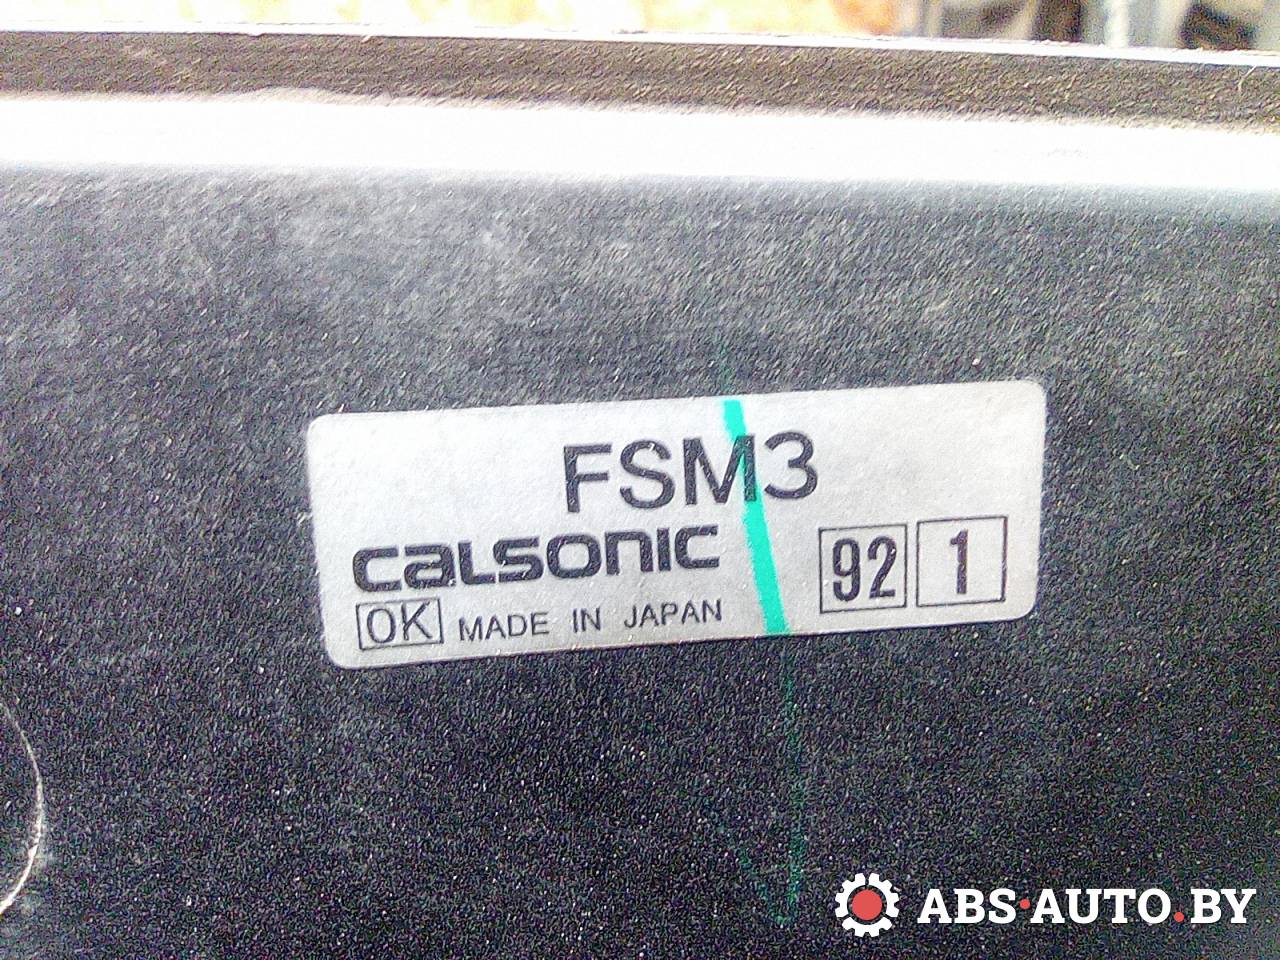 FSM3
calsonic
92 1
OK MADE IN JAPAN
ABS·AUTO.BY